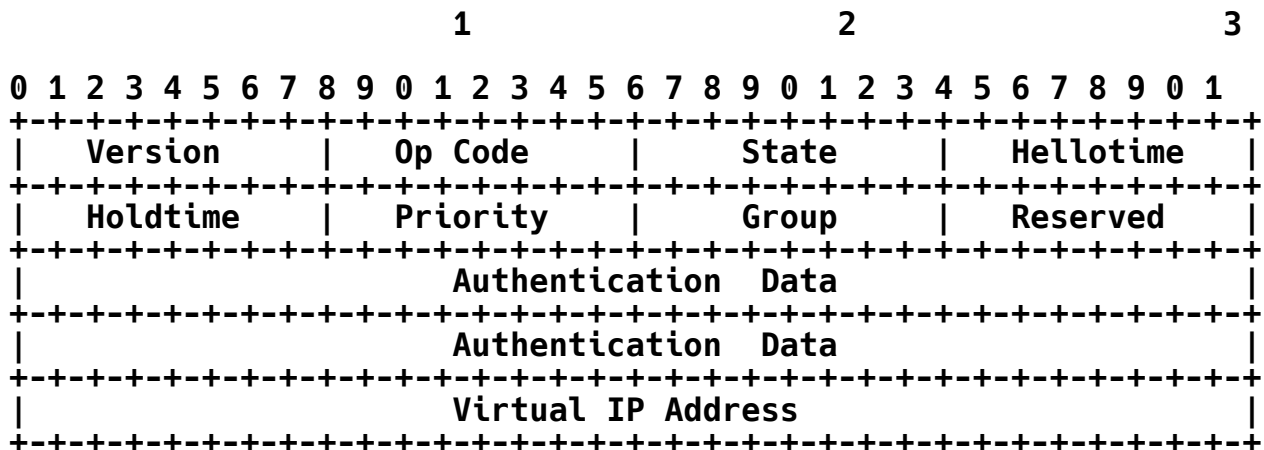 1                   2                   3
0 1 2 3 4 5 6 7 8 9 0 1 2 3 4 5 6 7 8 9 0 1 2 3 4 5 6 7 8 9 0 1
+-+-+-+-+-+-+-+-+-+-+-+-+-+-+-+-+-+-+-+-+-+-+-+-+-+-+-+-+-+-+-+-+
|   Version     |   Op Code     |     State     |   Hellotime   |
+-+-+-+-+-+-+-+-+-+-+-+-+-+-+-+-+-+-+-+-+-+-+-+-+-+-+-+-+-+-+-+-+
|   Holdtime    |   Priority    |     Group     |   Reserved    |
+-+-+-+-+-+-+-+-+-+-+-+-+-+-+-+-+-+-+-+-+-+-+-+-+-+-+-+-+-+-+-+-+
|                      Authentication  Data                     |
+-+-+-+-+-+-+-+-+-+-+-+-+-+-+-+-+-+-+-+-+-+-+-+-+-+-+-+-+-+-+-+-+
|                      Authentication  Data                     |
+-+-+-+-+-+-+-+-+-+-+-+-+-+-+-+-+-+-+-+-+-+-+-+-+-+-+-+-+-+-+-+-+
|                      Virtual IP Address                       |
+-+-+-+-+-+-+-+-+-+-+-+-+-+-+-+-+-+-+-+-+-+-+-+-+-+-+-+-+-+-+-+-+